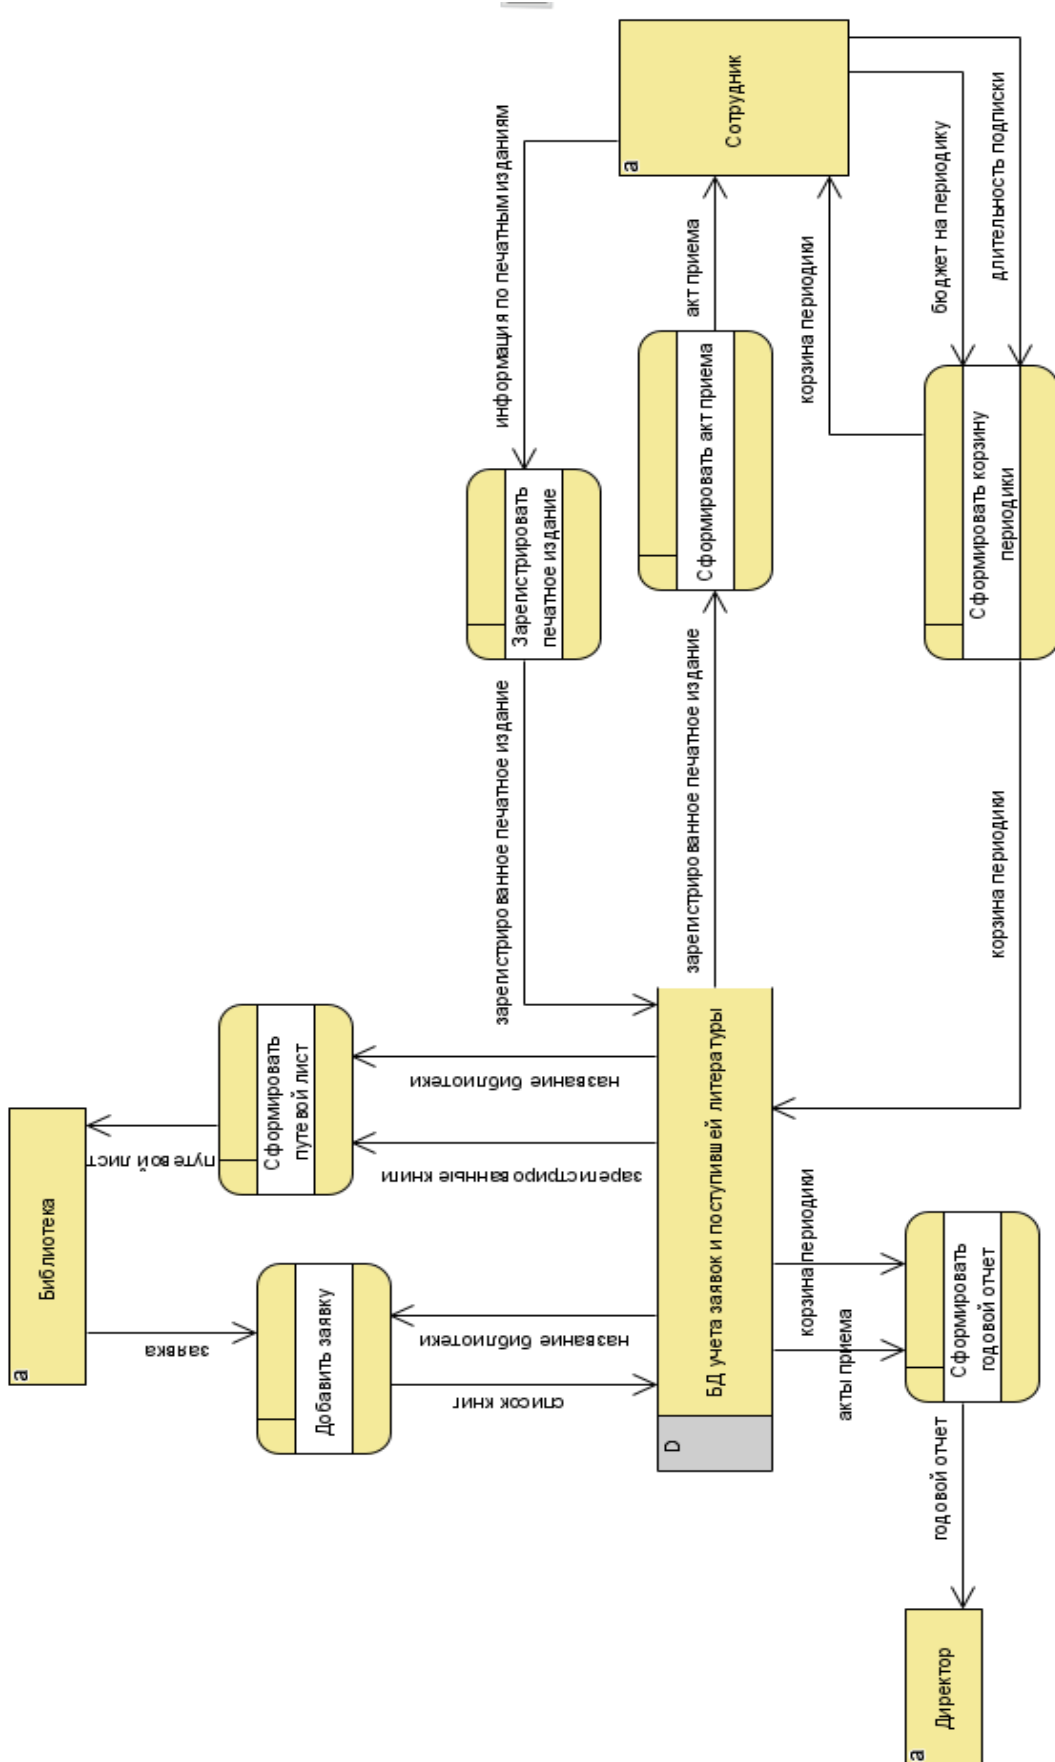 a
Библиотека
заявка
путевой лист
Добавить заявку
Сформировать
путевой лист
список книг
название библиотеки
зарегистрированные книги
название библиотеки
D
БД учета заявок и поступившей литературы
зарегистрированное печатное издание
Зарегистрировать
печатное издание
информация по печатным изданиям
зарегистрированное печатное издание
Сформировать акт приема
акт приема
a
Сотрудник
корзина периодики
бюджет на периодику
длительность подписки
Сформировать корзину
периодики
корзина периодики
акты приема
корзина периодики
Сформировать
годовой отчет
годовой отчет
a
Директор